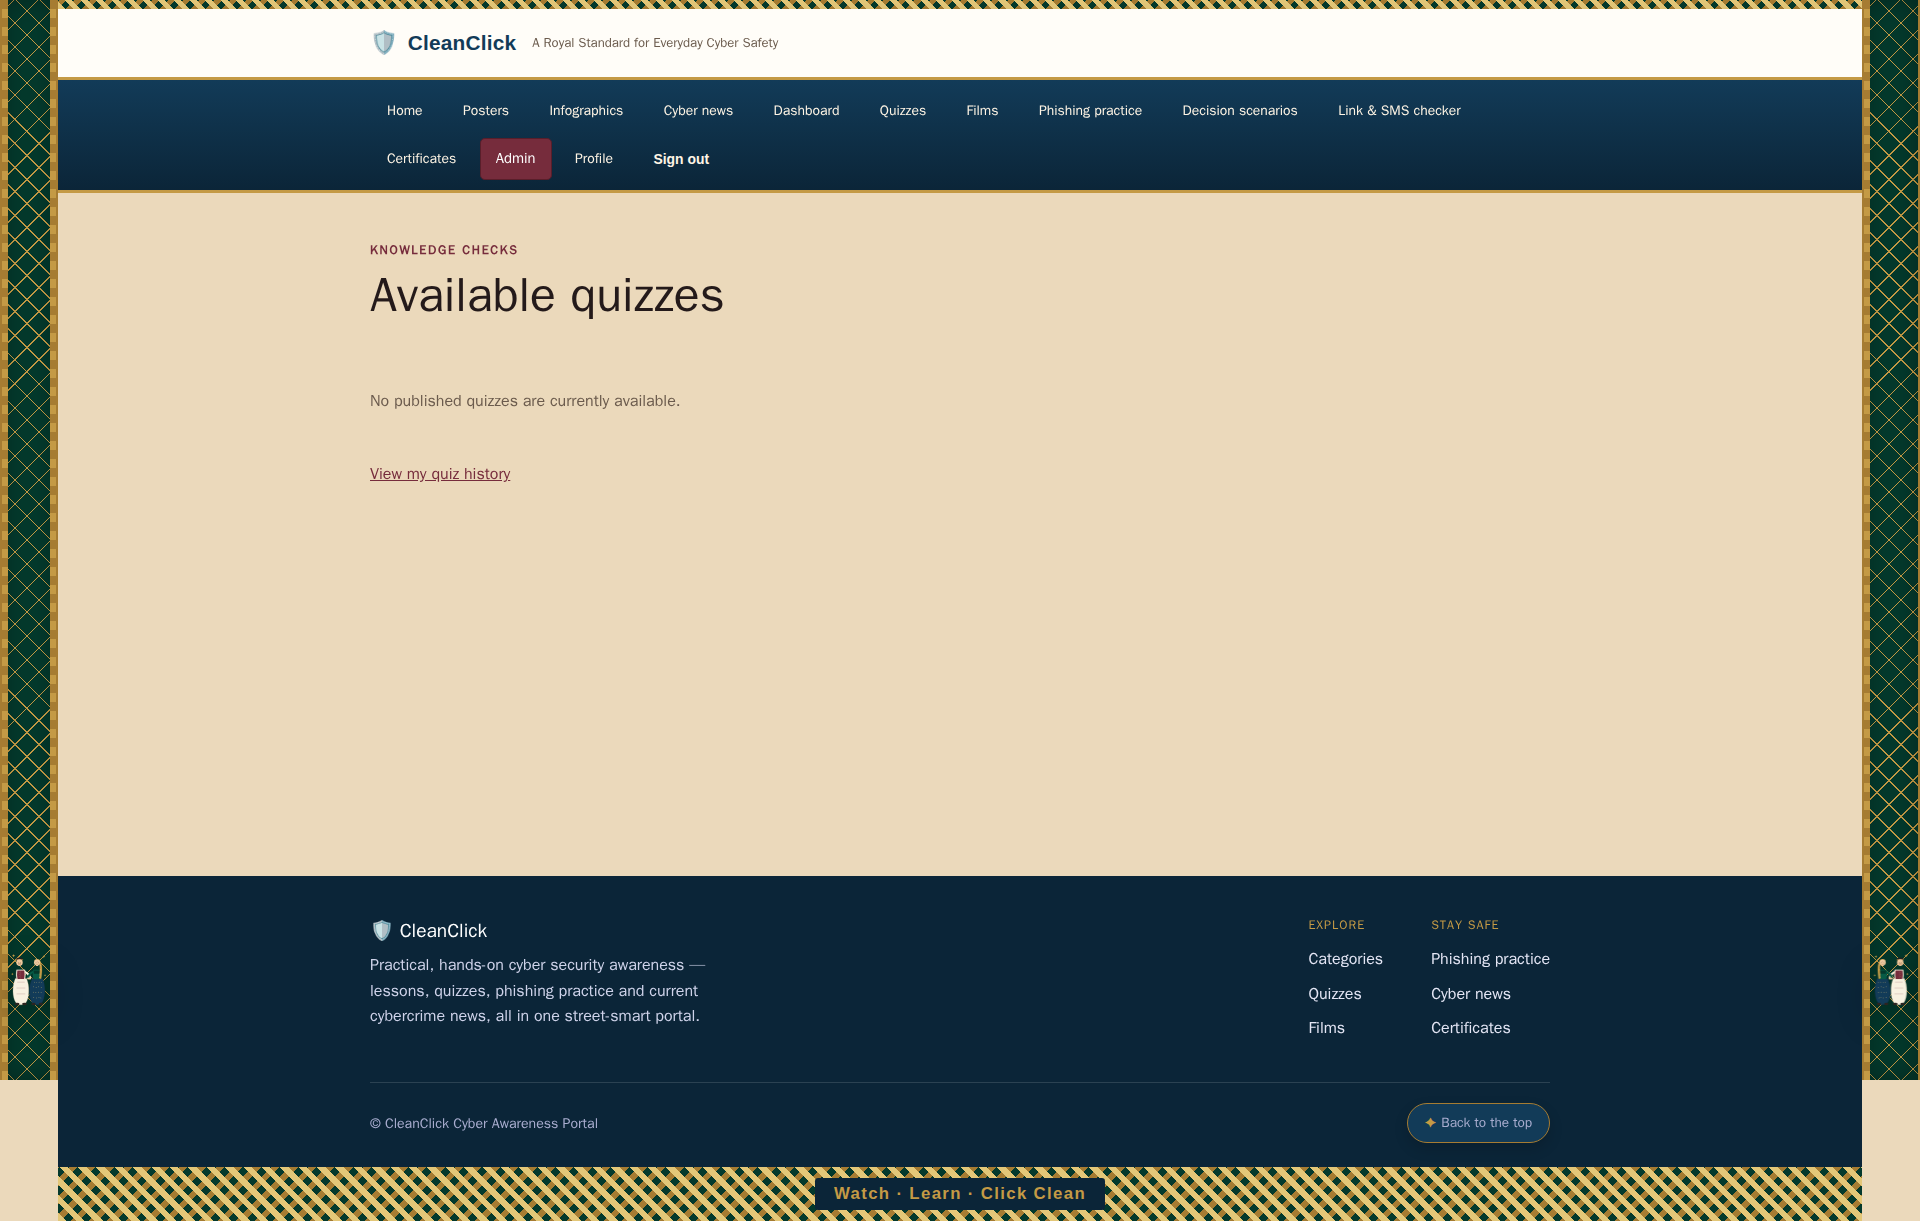 CleanClick A Royal Standard for Everyday Cyber Safety
Home Posters Infographics Cyber news Dashboard Quizzes Films Phishing practice Decision scenarios Link & SMS checker
Certificates Admin Profile Sign out
KNOWLEDGE CHECKS
Available quizzes
No published quizzes are currently available.
View my quiz history
CleanClick
Practical, hands-on cyber security awareness —
lessons, quizzes, phishing practice and current
cybercrime news, all in one street-smart portal.
EXPLORE
Categories
Quizzes
Films
STAY SAFE
Phishing practice
Cyber news
Certificates
© CleanClick Cyber Awareness Portal
✦ Back to the top
Watch · Learn · Click Clean